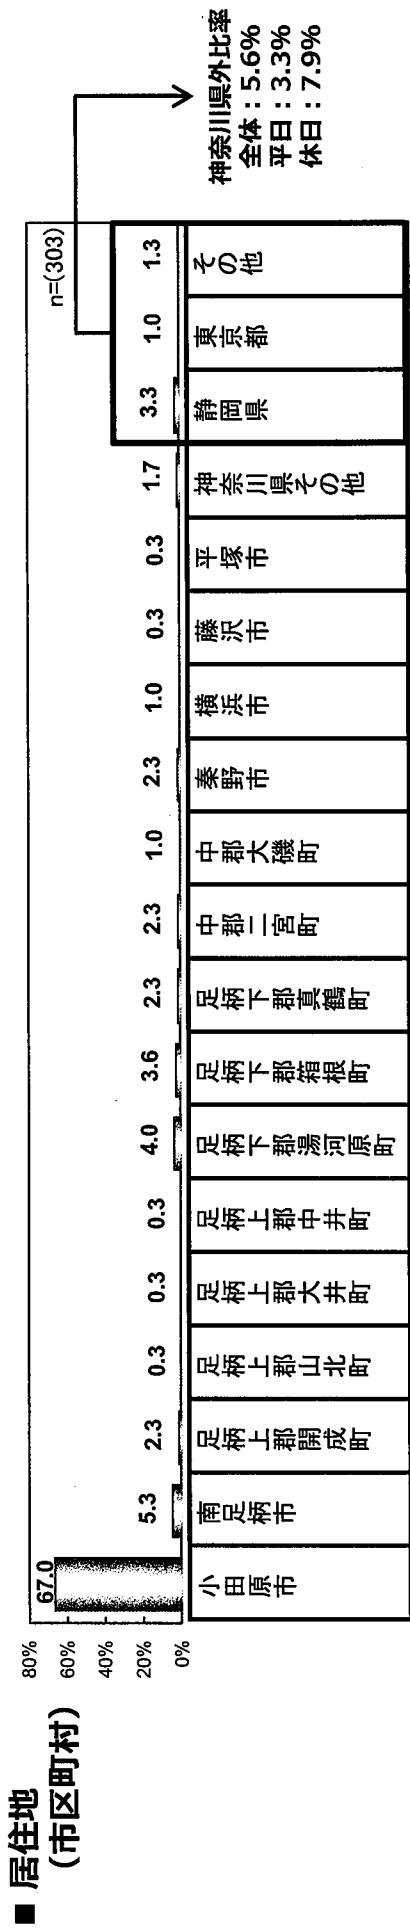 ■ 居住地
（市区町村）
n=(303)
80%
60%
40%
20%
0%
67.0
5.3
2.3
0.3
0.3
0.3
4.0
3.6
2.3
2.3
1.0
2.3
1.0
0.3
0.3
1.7
3.3
1.0
1.3
小田原市
南足柄市
足柄上郡開成町
足柄上郡山北町
足柄上郡大井町
足柄上郡中井町
足柄下郡湯河原町
足柄下郡箱根町
足柄下郡真鶴町
中郡二宮町
中郡大磯町
秦野市
横浜市
藤沢市
平塚市
神奈川県その他
静岡県
東京都
その他
神奈川県外比率
全体：5.6%
平日：3.3%
休日：7.9%